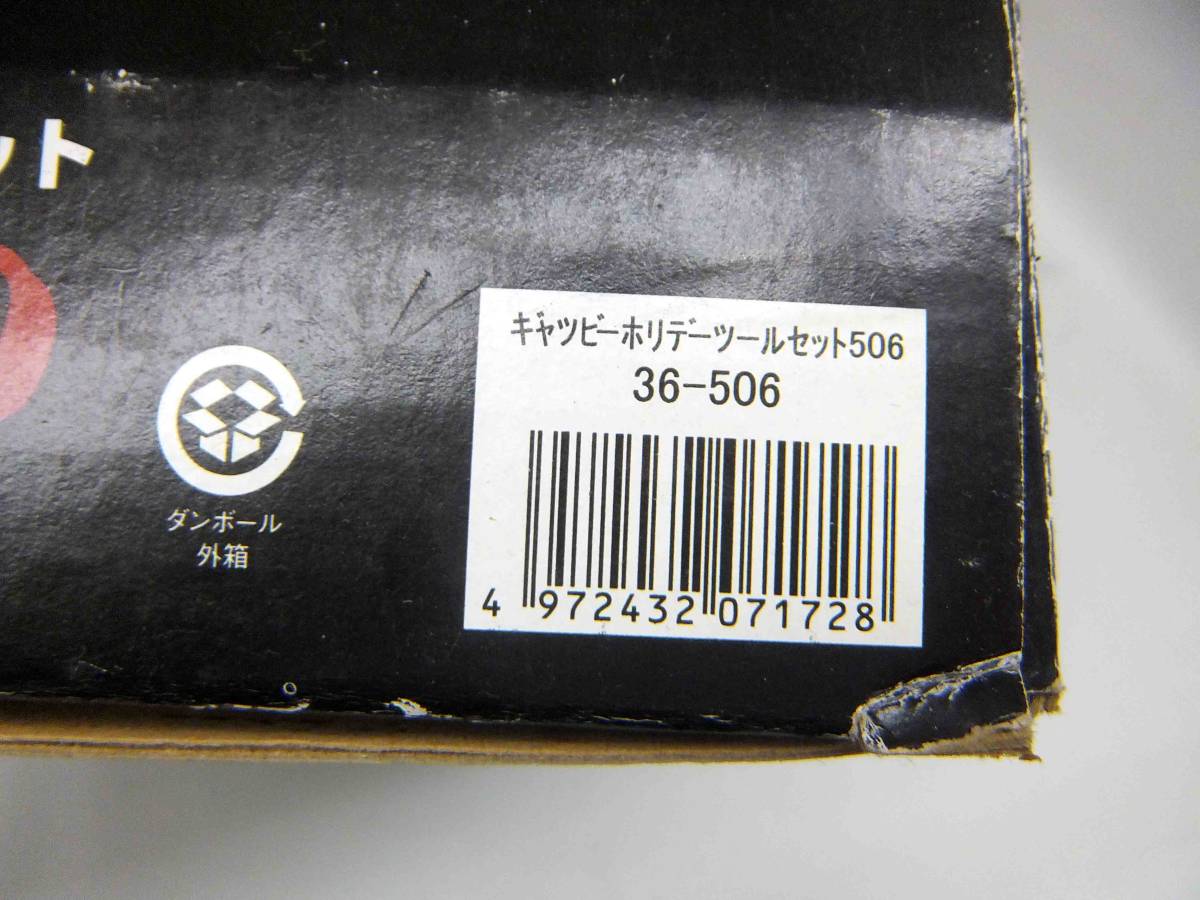 ット
ギャツビーホリデーツールセット506
36-506
4 972432 071728
ダンボール
外箱